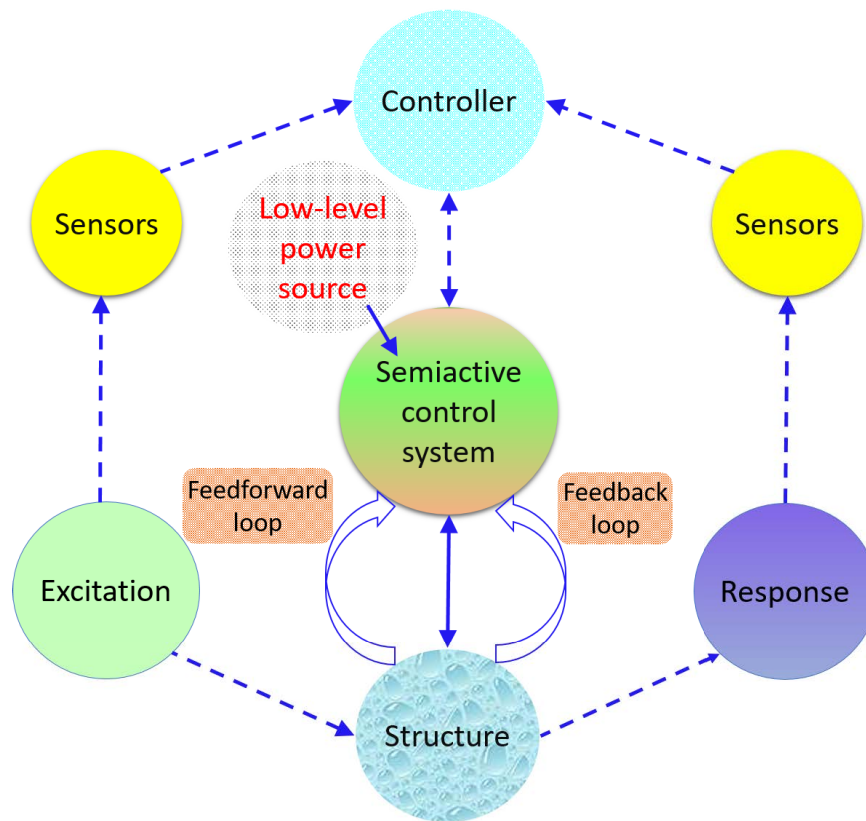 Controller
Sensors
Low-level
power
source
Sensors
Semiactive
control
system
Feedforward
loop
Feedback
loop
Excitation
Response
Structure